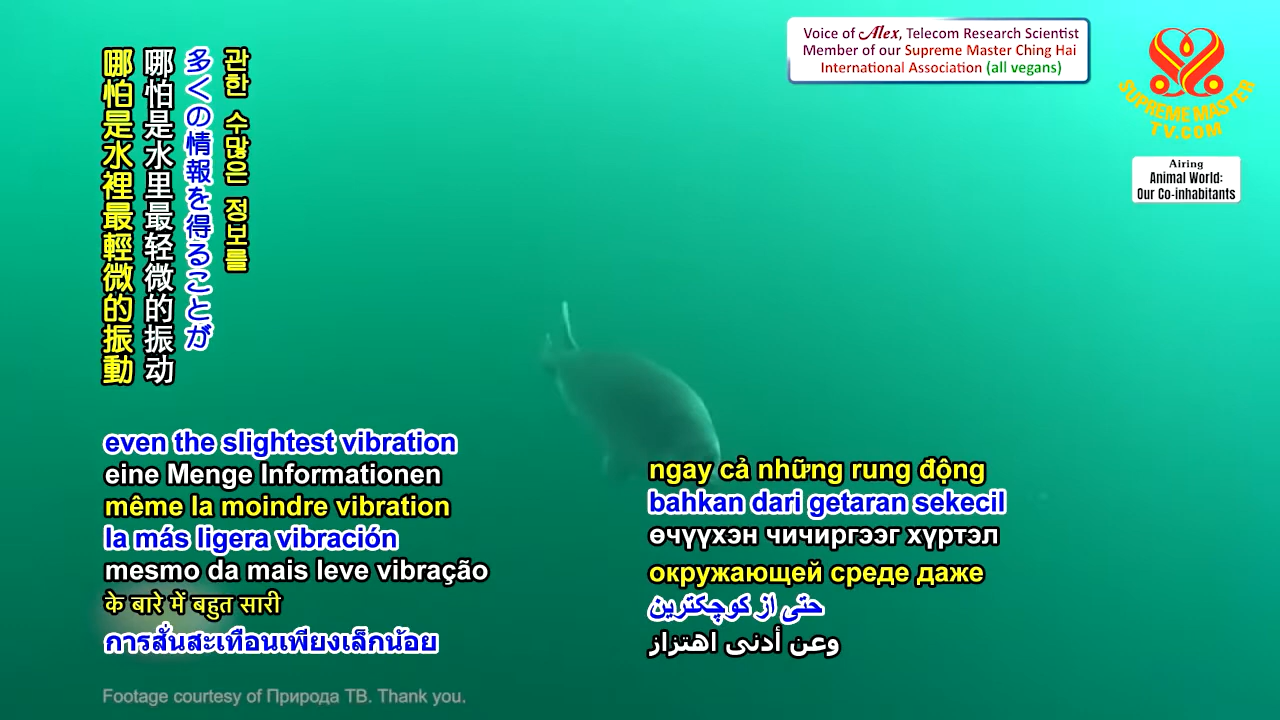 Voice of Alex, Telecom Research Scientist
Member of our Supreme Master Ching Hai
International Association (all vegans)
SUPREME MASTER
TV.COM
Airing
Animal World:
Our Co-inhabitants
관한 수많은 정보를
多くの情報を得ることが
哪怕是水里最轻微的振动
哪怕是水裡最輕微的振動
even the slightest vibration
eine Menge Informationen
même la moindre vibration
la más ligera vibración
mesmo da mais leve vibração
के बारे में बहुत सारी
การสั่นสะเทือนเพียงเล็กน้อย
ngay cả những rung động
bahkan dari getaran sekecil
өчүүхэн чичиргээг хүртэл
окружающей среде даже
حتی از کوچکترین
وعن أدنى اهتزاز
Footage courtesy of Природа ТВ. Thank you.